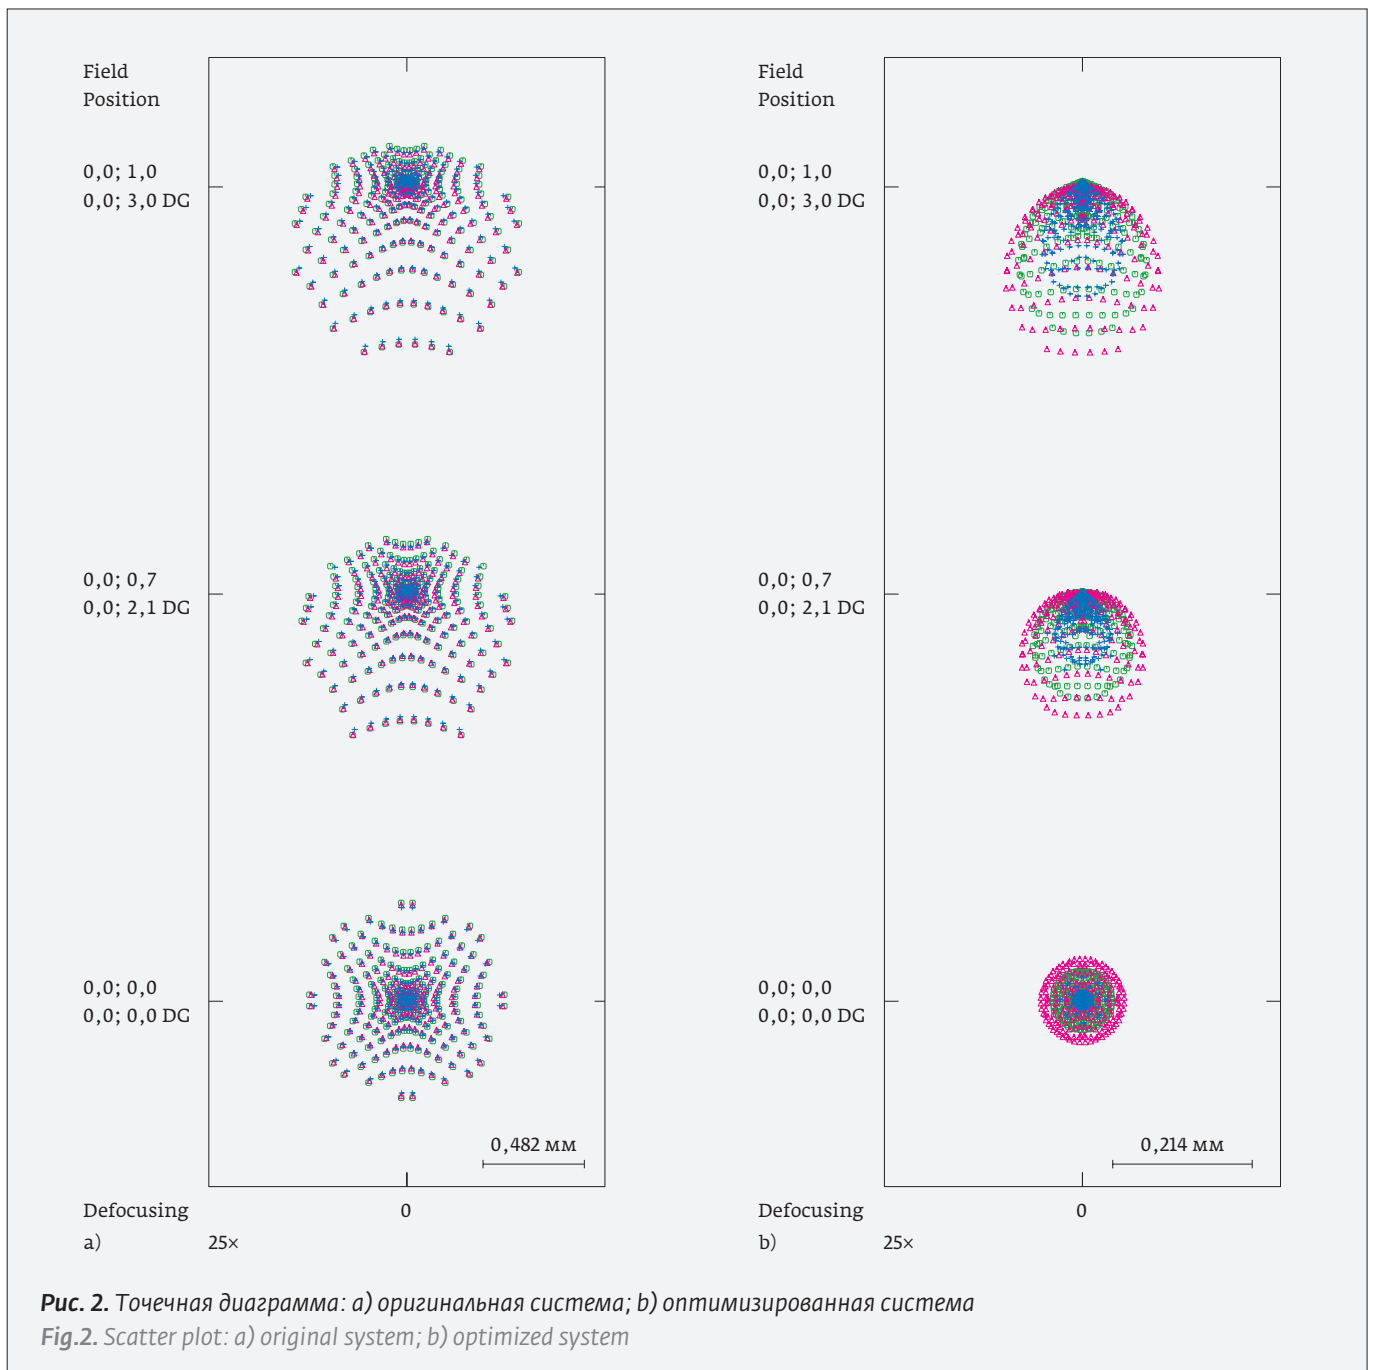 Field
Position
0,0; 1,0
0,0; 3,0 DG
0,0; 0,7
0,0; 2,1 DG
0,0; 0,0
0,0; 0,0 DG
0,482 мм
Defocusing 0
a) 25×
Field
Position
0,0; 1,0
0,0; 3,0 DG
0,0; 0,7
0,0; 2,1 DG
0,0; 0,0
0,0; 0,0 DG
0,214 мм
Defocusing 0
b) 25×
Рис. 2. Точечная диаграмма: a) оригинальная система; b) оптимизированная система
Fig.2. Scatter plot: a) original system; b) optimized system